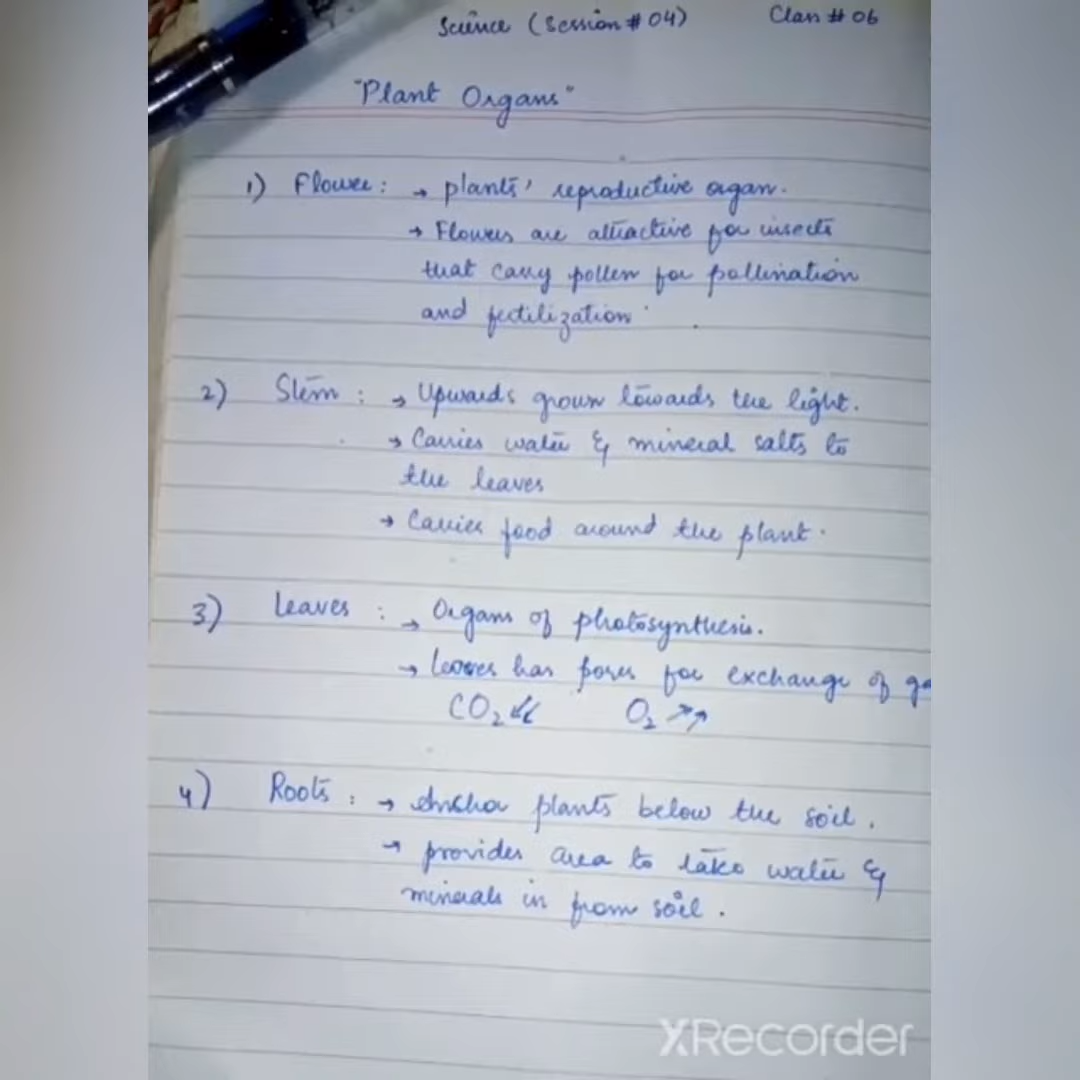 Science (Session # 04) Class # 06
"Plant Organs"
1) Flower : → plants' reproductive organ.
→ Flowers are attractive for insects
that carry pollen for pollination
and fertilization
2) Stem : → Upwards grown towards the light.
→ Carries water & mineral salts to
the leaves
→ Carries food around the plant.
3) Leaves : → Organs of photosynthesis.
→ leaves has pores for exchange of ga
CO₂ ↙↙ O₂ ↗↗
4) Roots : → Anchor plants below the soil.
→ provides area to take water &
minerals in from soil.
XRecorder